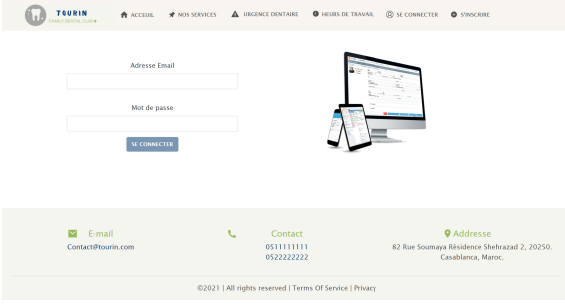 TOURIN
FAMILY DENTAL CLINIC
ACCEUIL
NOS SERVICES
URGENCE DENTAIRE
HEURS DE TRAVAIL
SE CONNECTER
S'INSCRIRE
Adresse Email
Mot de passe
SE CONNECTER
E-mail
Contact@tourin.com
Contact
0511111111
0522222222
Addresse
82 Rue Soumaya Rèsidence Shehrazad 2, 20250.
Casablanca, Maroc.
©2021 | All rights reserved | Terms Of Service | Privacy